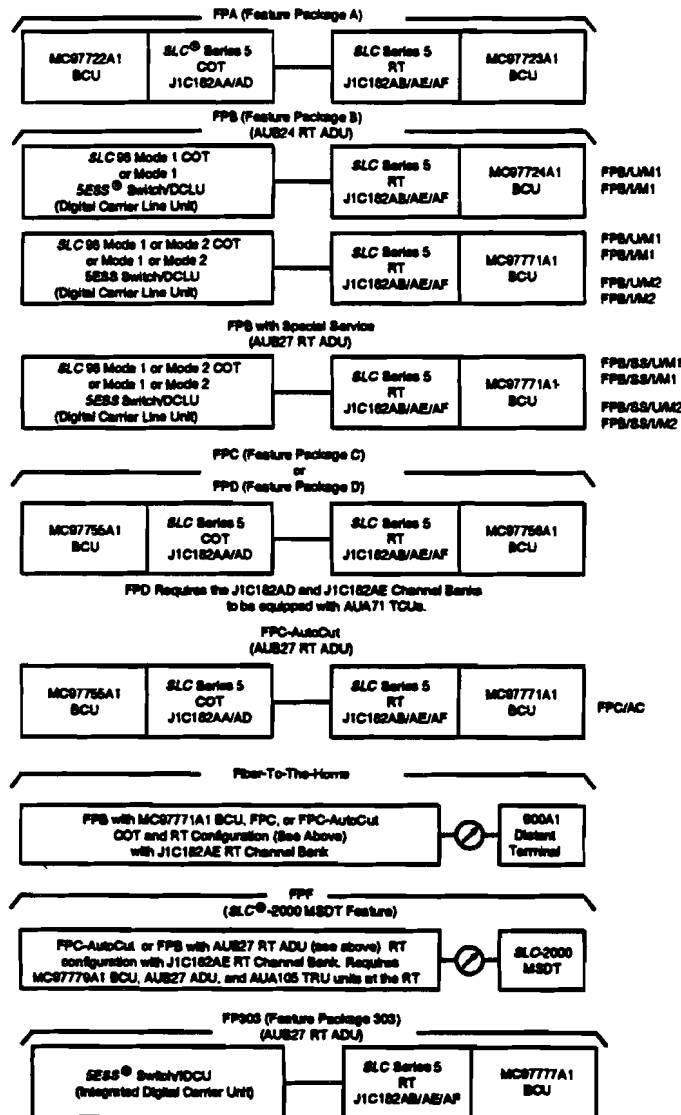 FPA (Feature Package A)
MC97722A1
BCU
SLC® Series 5
COT
J1C182AA/AD
SLC Series 5
RT
J1C182AB/AE/AF
MC97723A1
BCU
FPB (Feature Package B)
(AUB24 RT ADU)
SLC 96 Mode 1 COT
or Mode 1
5ESS® Switch/DCLU
(Digital Carrier Line Unit)
SLC Series 5
RT
J1C182AB/AE/AF
MC97724A1
BCU
FPB/U/M1
FPB/I/M1
SLC 96 Mode 1 or Mode 2 COT
or Mode 1 or Mode 2
5ESS Switch/DCLU
(Digital Carrier Line Unit)
SLC Series 5
RT
J1C182AB/AE/AF
MC97771A1
BCU
FPB/U/M1
FPB/I/M1
FPB/U/M2
FPB/I/M2
FPB with Special Service
(AUB27 RT ADU)
SLC 96 Mode 1 or Mode 2 COT
or Mode 1 or Mode 2
5ESS Switch/DCLU
(Digital Carrier Line Unit)
SLC Series 5
RT
J1C182AB/AE/AF
MC97771A1
BCU
FPB/SS/U/M1
FPB/SS/I/M1
FPB/SS/U/M2
FPB/SS/I/M2
FPC (Feature Package C)
or
FPD (Feature Package D)
MC97755A1
BCU
SLC Series 5
COT
J1C182AA/AD
SLC Series 5
RT
J1C182AB/AE/AF
MC97756A1
BCU
FPD Requires the J1C182AD and J1C182AE Channel Banks
to be equipped with AUA71 TCUs.
FPC-AutoCut
(AUB27 RT ADU)
MC97755A1
BCU
SLC Series 5
COT
J1C182AA/AD
SLC Series 5
RT
J1C182AB/AE/AF
MC97771A1
BCU
FPC/AC
Fiber-To-The-Home
FPB with MC97771A1 BCU, FPC, or FPC-AutoCut
COT and RT Configuration (See Above)
with J1C182AE RT Channel Bank
900A1
Distant
Terminal
FPF
(SLC®-2000 MSDT Feature)
FPC-AutoCut or FPB with AUB27 RT ADU (see above) RT
configuration with J1C182AE RT Channel Bank. Requires
MC97779A1 BCU, AUB27 ADU, and AUA105 TRU units at the RT
SLC-2000
MSDT
FP303 (Feature Package 303)
(AUB27 RT ADU)
5ESS® Switch/IDCU
(Integrated Digital Carrier Unit)
SLC Series 5
RT
J1C182AB/AE/AF
MC97777A1
BCU